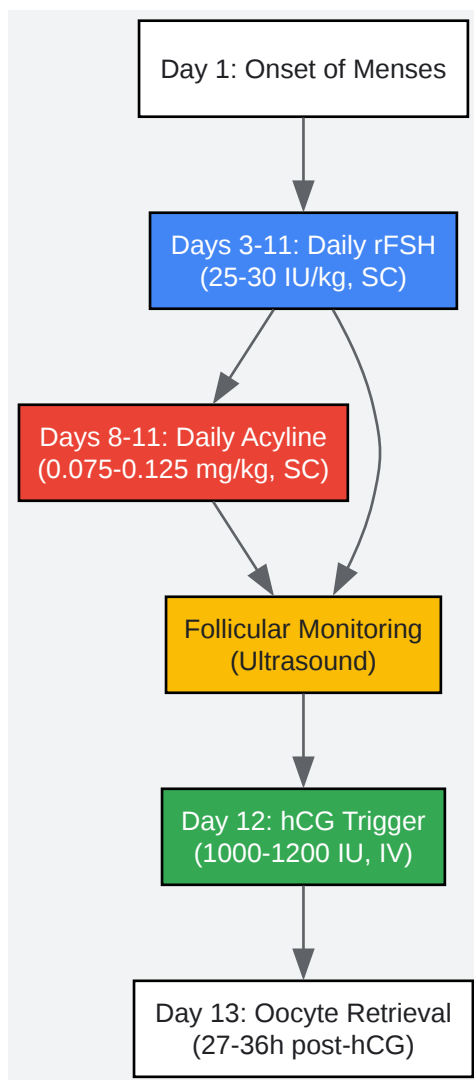 Day 1: Onset of Menses
Days 3-11: Daily rFSH
(25-30 IU/kg, SC)
Days 8-11: Daily Acyline
(0.075-0.125 mg/kg, SC)
Follicular Monitoring
(Ultrasound)
Day 12: hCG Trigger
(1000-1200 IU, IV)
Day 13: Oocyte Retrieval
(27-36h post-hCG)